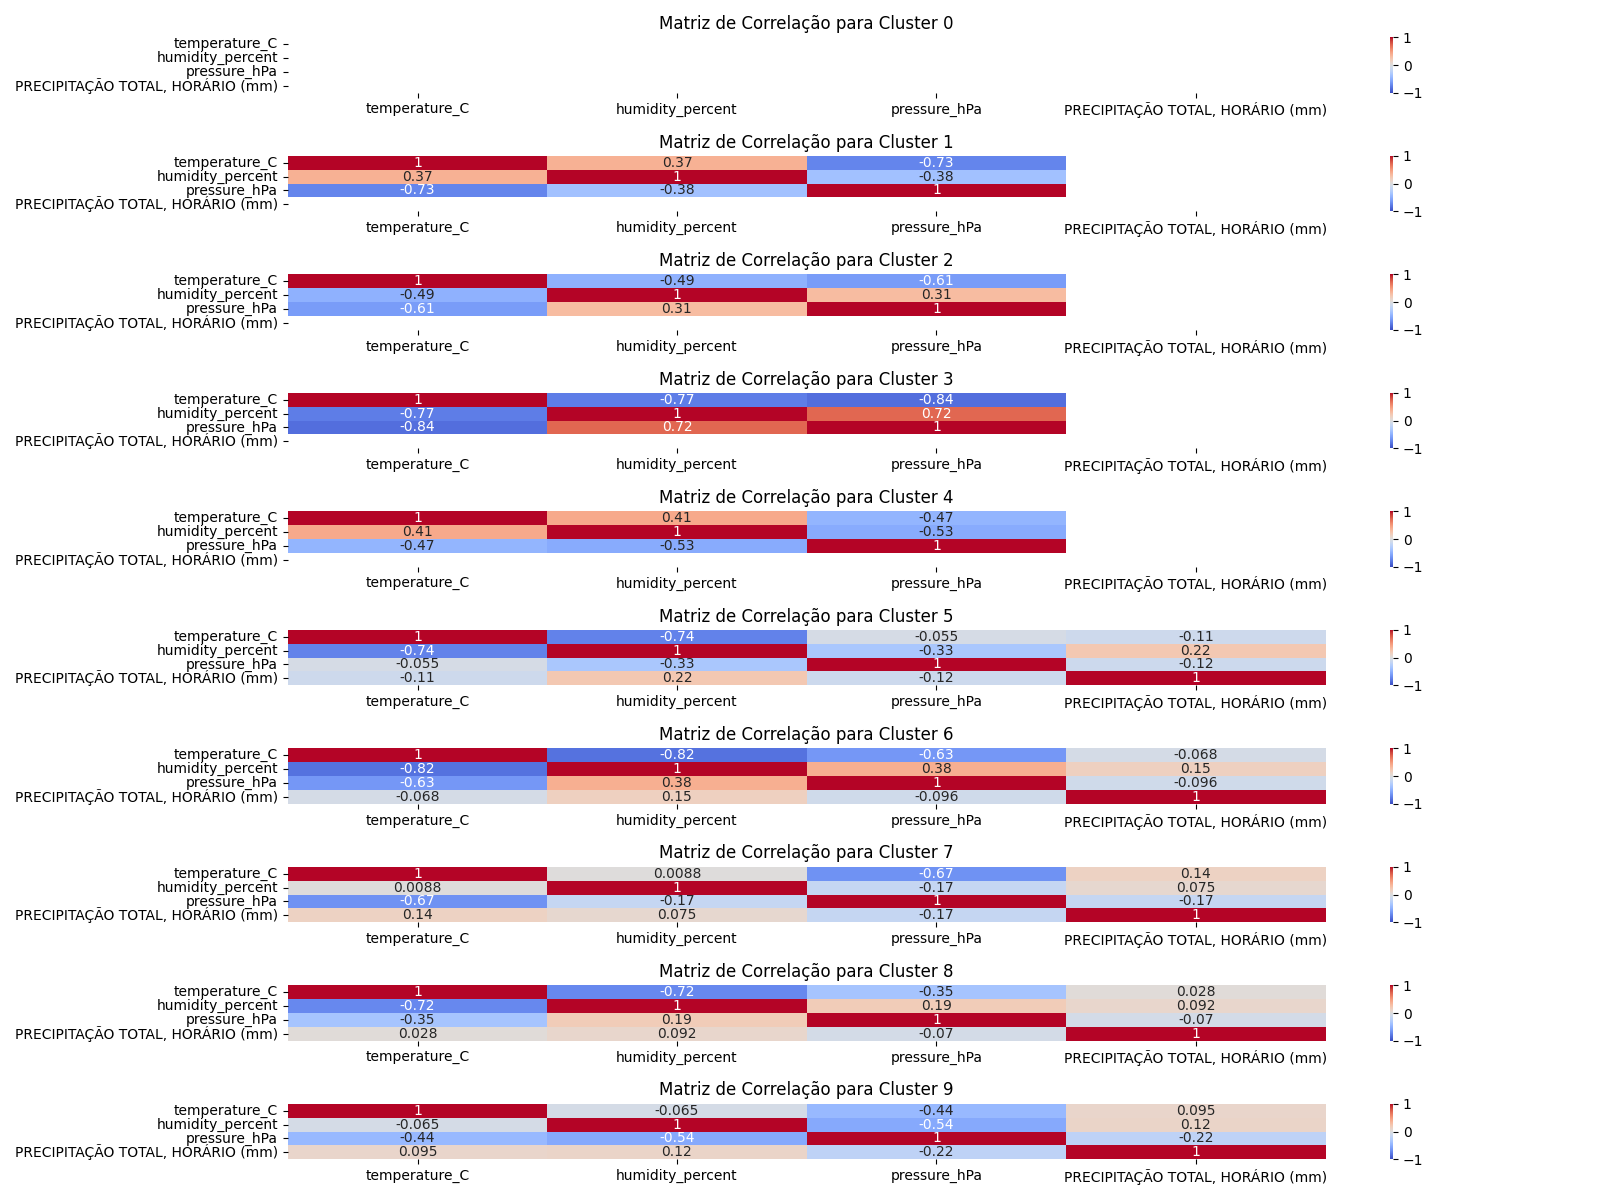 Matriz de Correlação para Cluster 0
temperature_C
humidity_percent
pressure_hPa
PRECIPITAÇÃO TOTAL, HORÁRIO (mm)
temperature_C humidity_percent pressure_hPa PRECIPITAÇÃO TOTAL, HORÁRIO (mm)
1
0
−1
Matriz de Correlação para Cluster 1
temperature_C 1 0.37 -0.73
humidity_percent 0.37 1 -0.38
pressure_hPa -0.73 -0.38 1
PRECIPITAÇÃO TOTAL, HORÁRIO (mm)
temperature_C humidity_percent pressure_hPa PRECIPITAÇÃO TOTAL, HORÁRIO (mm)
1
0
−1
Matriz de Correlação para Cluster 2
temperature_C 1 -0.49 -0.61
humidity_percent -0.49 1 0.31
pressure_hPa -0.61 0.31 1
PRECIPITAÇÃO TOTAL, HORÁRIO (mm)
temperature_C humidity_percent pressure_hPa PRECIPITAÇÃO TOTAL, HORÁRIO (mm)
1
0
−1
Matriz de Correlação para Cluster 3
temperature_C 1 -0.77 -0.84
humidity_percent -0.77 1 0.72
pressure_hPa -0.84 0.72 1
PRECIPITAÇÃO TOTAL, HORÁRIO (mm)
temperature_C humidity_percent pressure_hPa PRECIPITAÇÃO TOTAL, HORÁRIO (mm)
1
0
−1
Matriz de Correlação para Cluster 4
temperature_C 1 0.41 -0.47
humidity_percent 0.41 1 -0.53
pressure_hPa -0.47 -0.53 1
PRECIPITAÇÃO TOTAL, HORÁRIO (mm)
temperature_C humidity_percent pressure_hPa PRECIPITAÇÃO TOTAL, HORÁRIO (mm)
1
0
−1
Matriz de Correlação para Cluster 5
temperature_C 1 -0.74 -0.055 -0.11
humidity_percent -0.74 1 -0.33 0.22
pressure_hPa -0.055 -0.33 1 -0.12
PRECIPITAÇÃO TOTAL, HORÁRIO (mm) -0.11 0.22 -0.12 1
temperature_C humidity_percent pressure_hPa PRECIPITAÇÃO TOTAL, HORÁRIO (mm)
1
0
−1
Matriz de Correlação para Cluster 6
temperature_C 1 -0.82 -0.63 -0.068
humidity_percent -0.82 1 0.38 0.15
pressure_hPa -0.63 0.38 1 -0.096
PRECIPITAÇÃO TOTAL, HORÁRIO (mm) -0.068 0.15 -0.096 1
temperature_C humidity_percent pressure_hPa PRECIPITAÇÃO TOTAL, HORÁRIO (mm)
1
0
−1
Matriz de Correlação para Cluster 7
temperature_C 1 0.0088 -0.67 0.14
humidity_percent 0.0088 1 -0.17 0.075
pressure_hPa -0.67 -0.17 1 -0.17
PRECIPITAÇÃO TOTAL, HORÁRIO (mm) 0.14 0.075 -0.17 1
temperature_C humidity_percent pressure_hPa PRECIPITAÇÃO TOTAL, HORÁRIO (mm)
1
0
−1
Matriz de Correlação para Cluster 8
temperature_C 1 -0.72 -0.35 0.028
humidity_percent -0.72 1 0.19 0.092
pressure_hPa -0.35 0.19 1 -0.07
PRECIPITAÇÃO TOTAL, HORÁRIO (mm) 0.028 0.092 -0.07 1
temperature_C humidity_percent pressure_hPa PRECIPITAÇÃO TOTAL, HORÁRIO (mm)
1
0
−1
Matriz de Correlação para Cluster 9
temperature_C 1 -0.065 -0.44 0.095
humidity_percent -0.065 1 -0.54 0.12
pressure_hPa -0.44 -0.54 1 -0.22
PRECIPITAÇÃO TOTAL, HORÁRIO (mm) 0.095 0.12 -0.22 1
temperature_C humidity_percent pressure_hPa PRECIPITAÇÃO TOTAL, HORÁRIO (mm)
1
0
−1